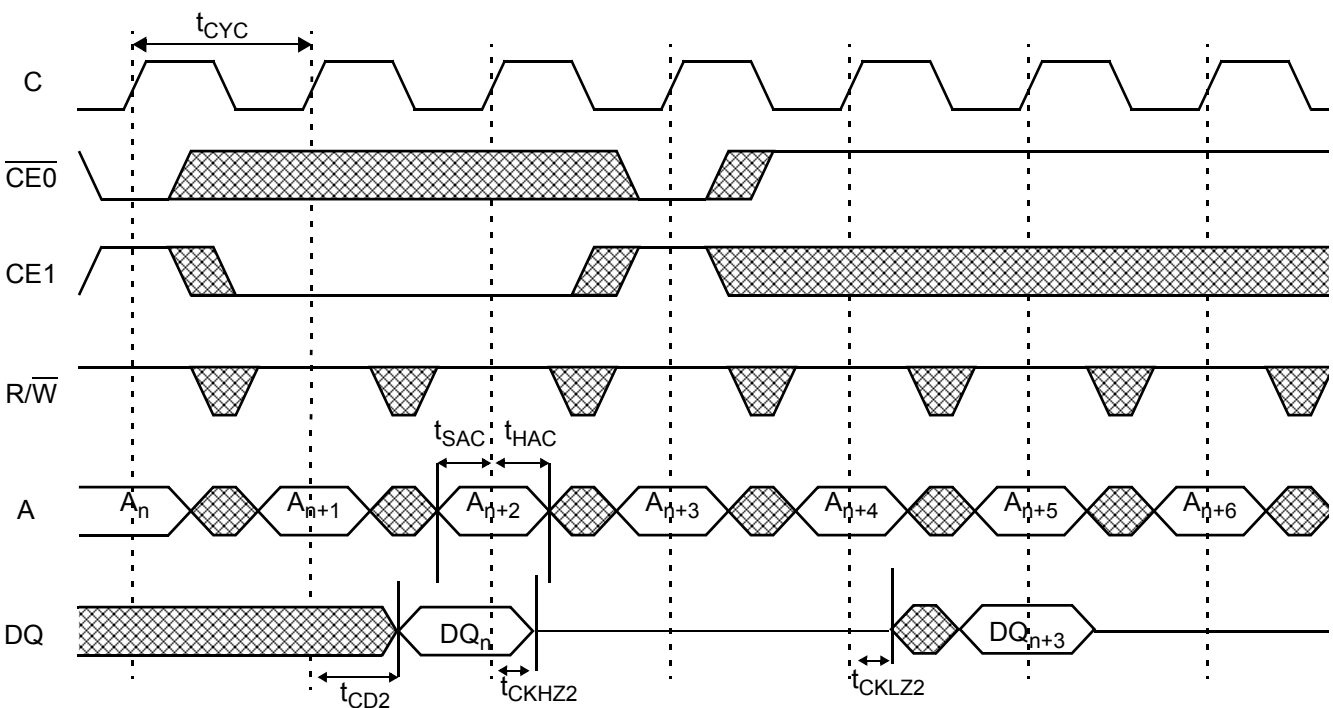 tCYC
C
CE0
CE1
R/W
tSAC tHAC
A An An+1 An+2 An+3 An+4 An+5 An+6
DQ DQn DQn+3
tCD2 tCKHZ2 tCKLZ2